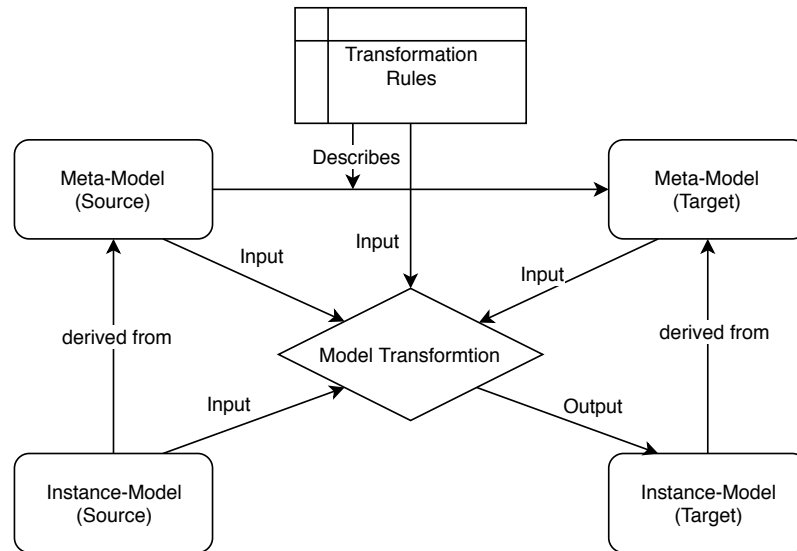 Transformation
Rules
Describes
Meta-Model
(Source)
Meta-Model
(Target)
Input
Input
Input
derived from
derived from
Model Transformtion
Input
Output
Instance-Model
(Source)
Instance-Model
(Target)